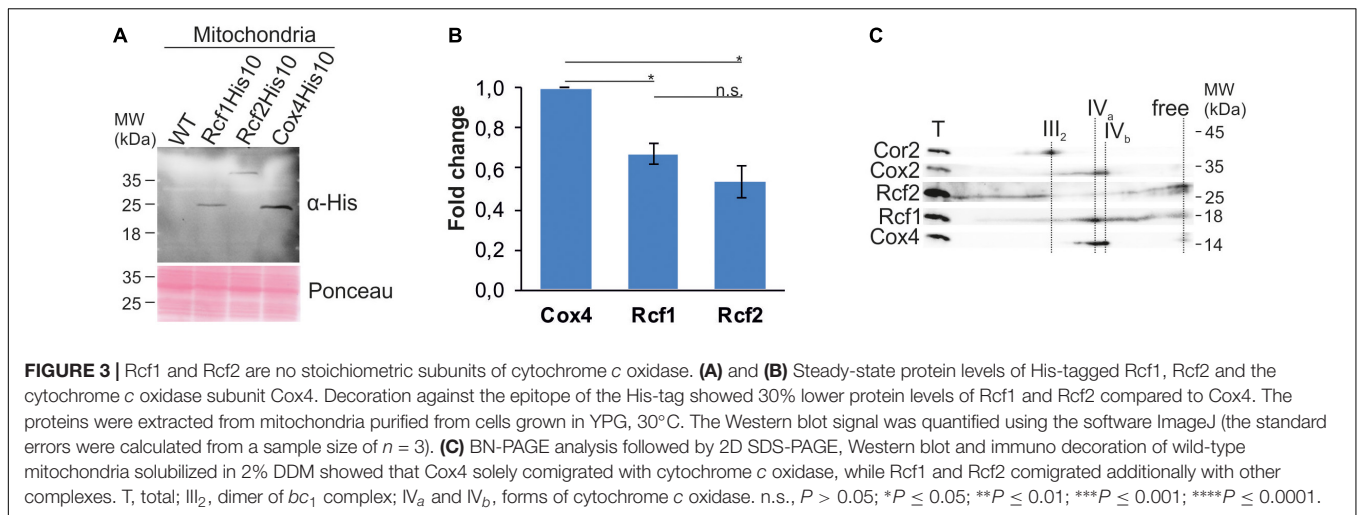 A
Mitochondria
WT
Rcf1His10
Rcf2His10
Cox4His10
MW
(kDa)
35
25
18
α-His
35
25
Ponceau
B
Fold change
1,0
0,8
0,6
0,4
0,2
0,0
*
*
n.s.
Cox4 Rcf1 Rcf2
C
T III₂ IVₐ IV_b free MW
(kDa)
Cor2
Cox2
Rcf2
Rcf1
Cox4
-45
-35
-25
-18
-14
FIGURE 3 | Rcf1 and Rcf2 are no stoichiometric subunits of cytochrome c oxidase. (A) and (B) Steady-state protein levels of His-tagged Rcf1, Rcf2 and the
cytochrome c oxidase subunit Cox4. Decoration against the epitope of the His-tag showed 30% lower protein levels of Rcf1 and Rcf2 compared to Cox4. The
proteins were extracted from mitochondria purified from cells grown in YPG, 30°C. The Western blot signal was quantified using the software ImageJ (the standard
errors were calculated from a sample size of n = 3). (C) BN-PAGE analysis followed by 2D SDS-PAGE, Western blot and immuno decoration of wild-type
mitochondria solubilized in 2% DDM showed that Cox4 solely comigrated with cytochrome c oxidase, while Rcf1 and Rcf2 comigrated additionally with other
complexes. T, total; III₂, dimer of bc₁ complex; IVₐ and IV_b, forms of cytochrome c oxidase. n.s., P > 0.05; *P ≤ 0.05; **P ≤ 0.01; ***P ≤ 0.001; ****P ≤ 0.0001.